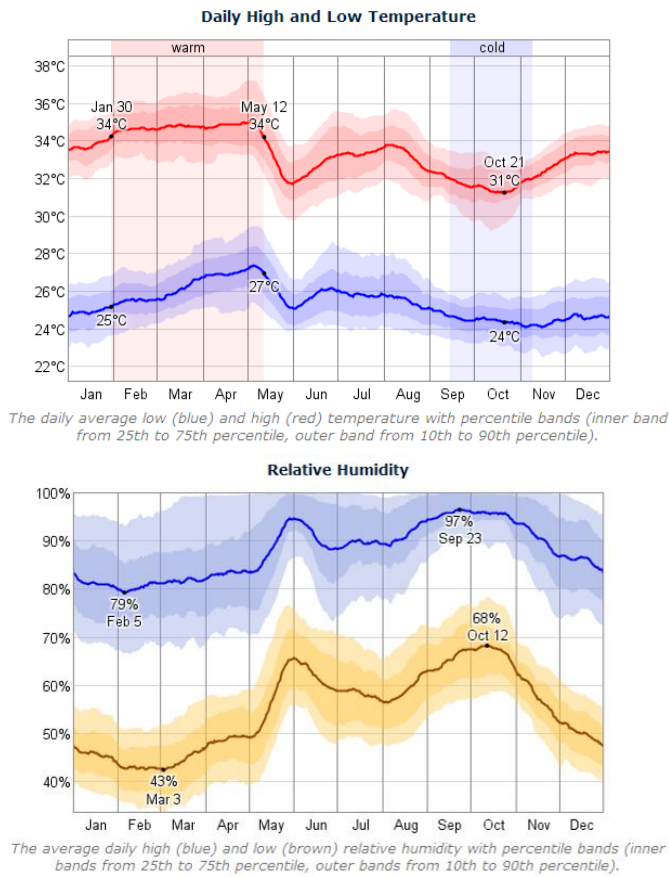 Daily High and Low Temperature
warm cold
38°C
36°C
34°C
32°C
30°C
28°C
26°C
24°C
22°C
Jan 30
34°C
May 12
34°C
Oct 21
31°C
25°C
27°C
24°C
Jan Feb Mar Apr May Jun Jul Aug Sep Oct Nov Dec
The daily average low (blue) and high (red) temperature with percentile bands (inner band
from 25th to 75th percentile, outer band from 10th to 90th percentile).
Relative Humidity
100%
90%
80%
70%
60%
50%
40%
97%
Sep 23
79%
Feb 5
68%
Oct 12
43%
Mar 3
Jan Feb Mar Apr May Jun Jul Aug Sep Oct Nov Dec
The average daily high (blue) and low (brown) relative humidity with percentile bands (inner
bands from 25th to 75th percentile, outer bands from 10th to 90th percentile).